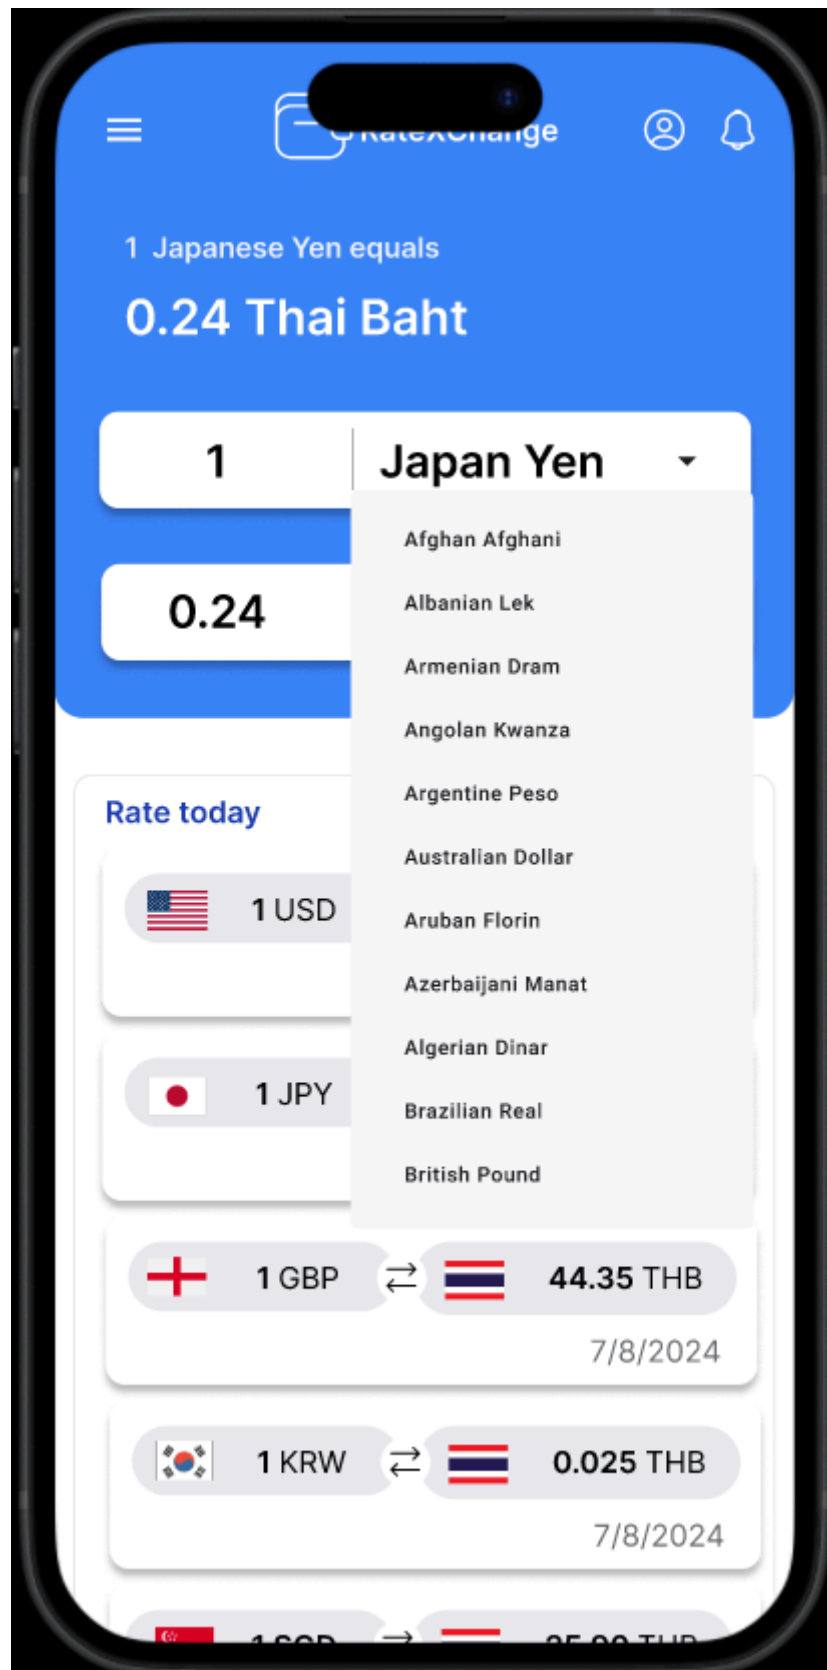 1 Japanese Yen equals
0.24 Thai Baht
1 Japan Yen
0.24
Afghan Afghani
Albanian Lek
Armenian Dram
Angolan Kwanza
Argentine Peso
Australian Dollar
Aruban Florin
Azerbaijani Manat
Algerian Dinar
Brazilian Real
British Pound
Rate today
1 USD
1 JPY
1 GBP 44.35 THB
7/8/2024
1 KRW 0.025 THB
7/8/2024
1 SGD THB